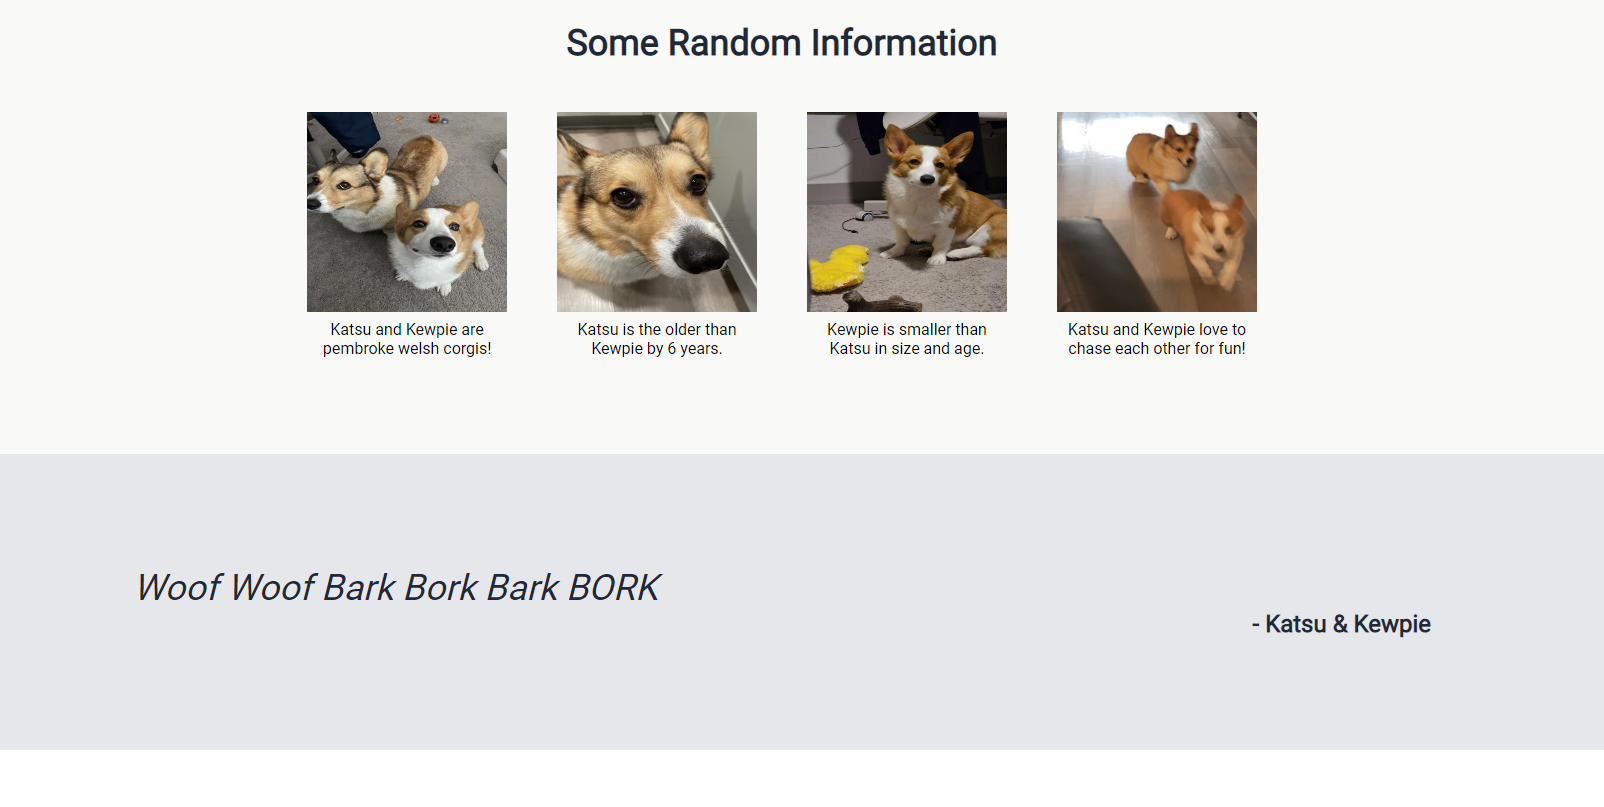 Some Random Information
Katsu and Kewpie are
pembroke welsh corgis!
Katsu is the older than
Kewpie by 6 years.
Kewpie is smaller than
Katsu in size and age.
Katsu and Kewpie love to
chase each other for fun!
Woof Woof Bark Bork Bark BORK
- Katsu & Kewpie